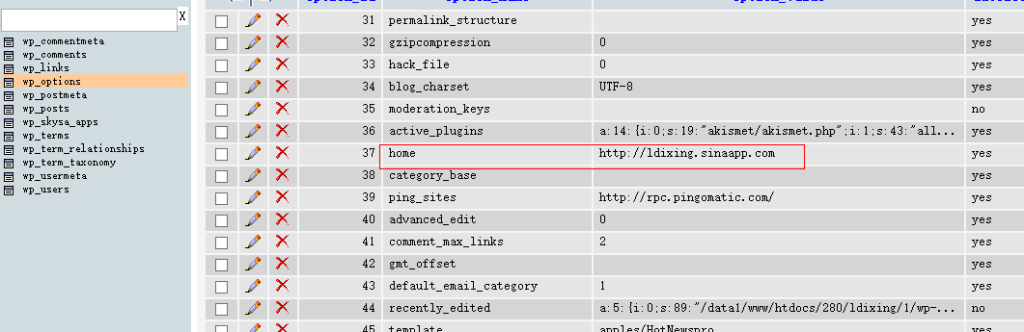 X
wp_commentmeta
wp_comments
wp_links
wp_options
wp_postmeta
wp_posts
wp_skysa_apps
wp_terms
wp_term_relationships
wp_term_taxonomy
wp_usermeta
wp_users
31 permalink_structure yes
32 gzipcompression 0 yes
33 hack_file 0 yes
34 blog_charset UTF-8 yes
35 moderation_keys no
36 active_plugins a:14:{i:0;s:19:"akismet/akismet.php";i:1;s:43:"all... yes
37 home http://ldixing.sinaapp.com yes
38 category_base yes
39 ping_sites http://rpc.pingomatic.com/ yes
40 advanced_edit 0 yes
41 comment_max_links 2 yes
42 gmt_offset yes
43 default_email_category 1 yes
44 recently_edited a:5:{i:0;s:89:"/data1/www/htdocs/280/ldixing/1/wp-... no
45 template apples/HotNewspro